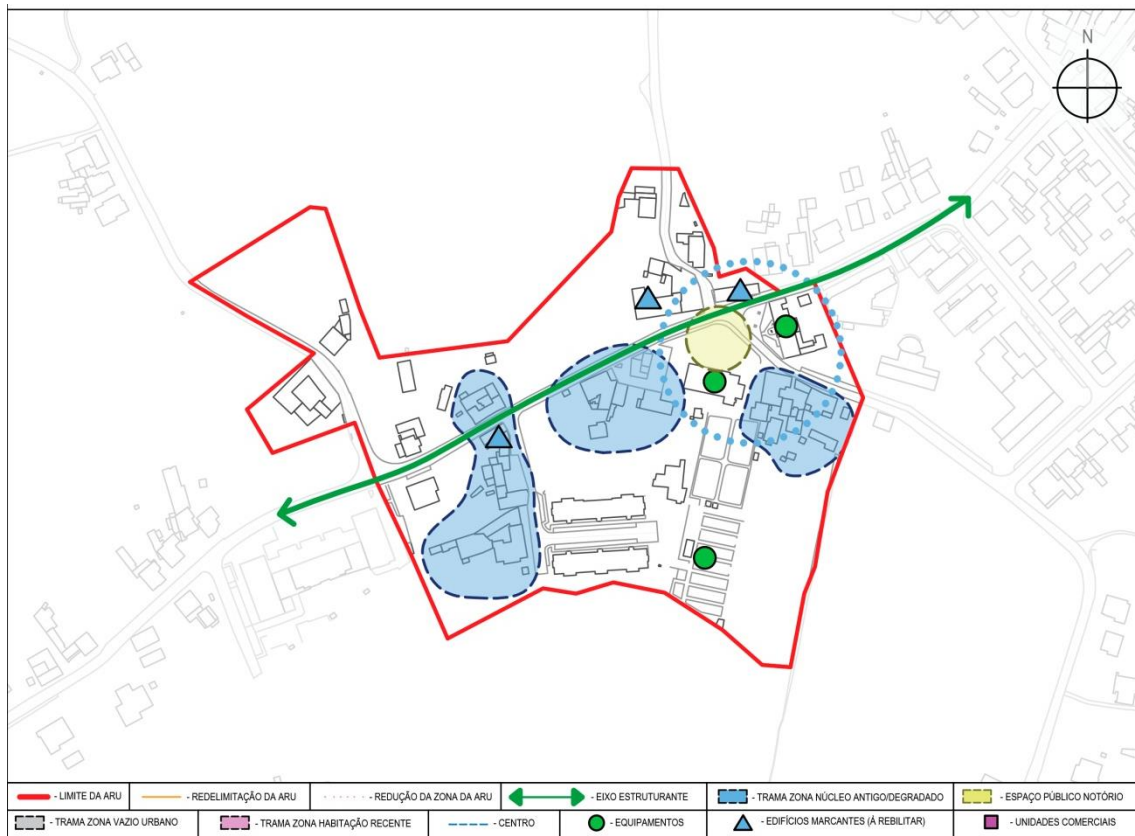 N
- LIMITE DA ARU - REDELIMITAÇÃO DA ARU - REDUÇÃO DA ZONA DA ARU - EIXO ESTRUTURANTE - TRAMA ZONA NÚCLEO ANTIGO/DEGRADADO - ESPAÇO PÚBLICO NOTÓRIO
- TRAMA ZONA VAZIO URBANO - TRAMA ZONA HABITAÇÃO RECENTE - CENTRO - EQUIPAMENTOS - EDIFÍCIOS MARCANTES (Á REBILITAR) - UNIDADES COMERCIAIS